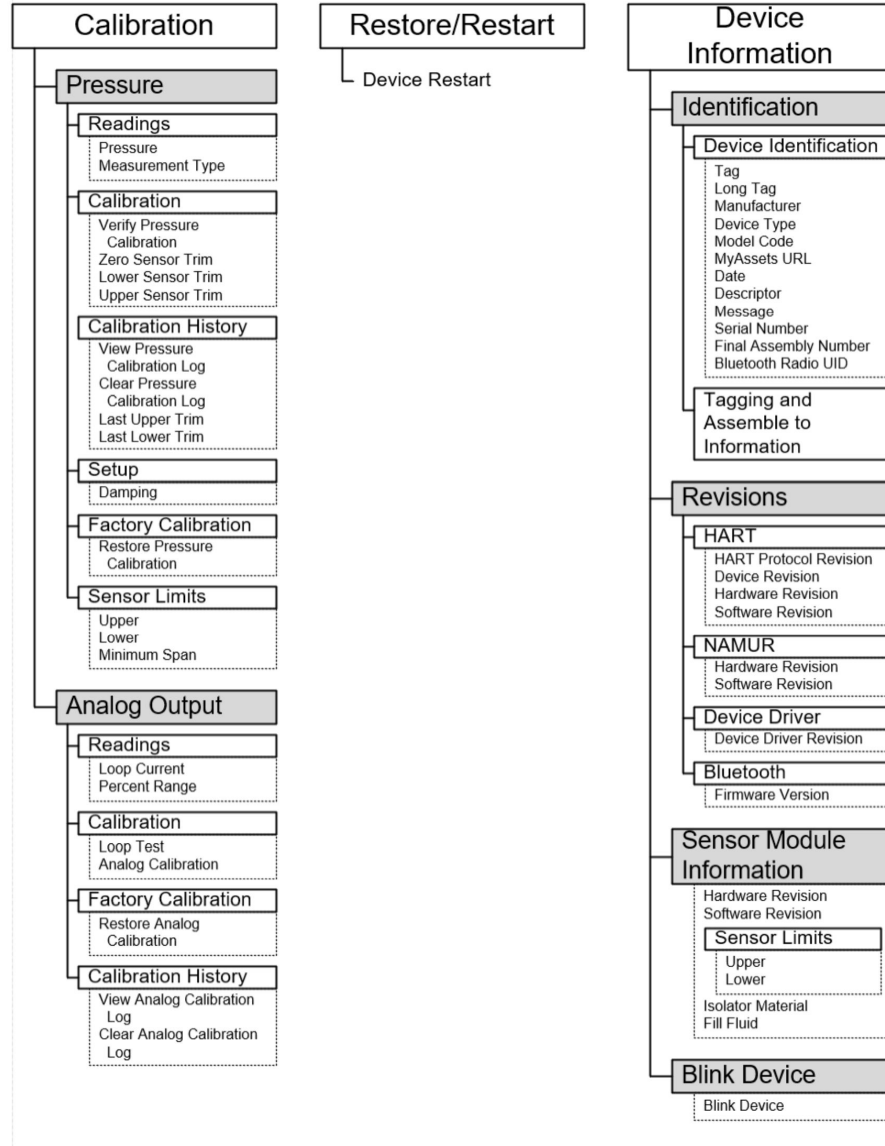 Calibration
Pressure
Readings
Pressure
Measurement Type
Calibration
Verify Pressure
Calibration
Zero Sensor Trim
Lower Sensor Trim
Upper Sensor Trim
Calibration History
View Pressure
Calibration Log
Clear Pressure
Calibration Log
Last Upper Trim
Last Lower Trim
Setup
Damping
Factory Calibration
Restore Pressure
Calibration
Sensor Limits
Upper
Lower
Minimum Span
Analog Output
Readings
Loop Current
Percent Range
Calibration
Loop Test
Analog Calibration
Factory Calibration
Restore Analog
Calibration
Calibration History
View Analog Calibration
Log
Clear Analog Calibration
Log
Restore/Restart
Device Restart
Device
Information
Identification
Device Identification
Tag
Long Tag
Manufacturer
Device Type
Model Code
MyAssets URL
Date
Descriptor
Message
Serial Number
Final Assembly Number
Bluetooth Radio UID
Tagging and
Assemble to
Information
Revisions
HART
HART Protocol Revision
Device Revision
Hardware Revision
Software Revision
NAMUR
Hardware Revision
Software Revision
Device Driver
Device Driver Revision
Bluetooth
Firmware Version
Sensor Module
Information
Hardware Revision
Software Revision
Sensor Limits
Upper
Lower
Isolator Material
Fill Fluid
Blink Device
Blink Device